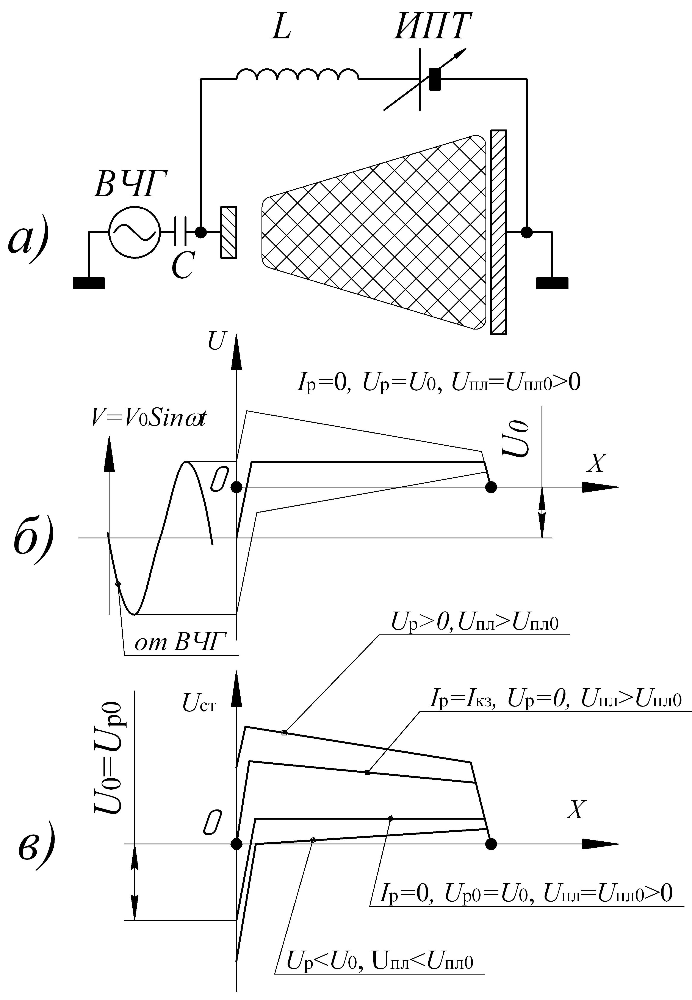 L
ИПТ
ВЧГ
C
а)
U
Iр=0, Uр=U0, Uпл=Uпл0>0
V=V0Sinωt
U0
X
0
б)
от ВЧГ
Uр>0, Uпл>Uпл0
Iр=Iкз, Uр=0, Uпл>Uпл0
Uст
U0=Uр0
0
X
в)
Iр=0, Uр0=U0, Uпл=Uпл0>0
Uр<U0, Uпл<Uпл0